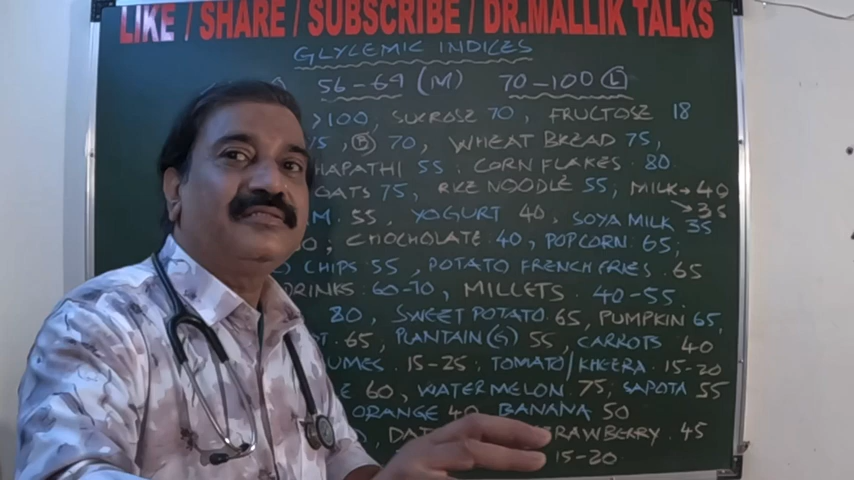 LIKE / SHARE / SUBSCRIBE / DR.MALLIK TALKS
GLYCEMIC INDICES
56-69 (M) 70-100 (L)
>100, SUCROSE 70, FRUCTOSE 18
(B) 70, WHEAT BREAD 75,
HAPATHI 55, CORN FLAKES. 80
75, RICE NOODLE 55, MILK→40
→35
M. 55, YOGURT 40, SOYA MILK 35
CHOCHOLATE. 40, POPCORN. 65;
CHIPS 55, POTATO FRENCH FRIES. 65
DRINKS. 60-70, MILLETS. 40-55.
80, SWEET POTATO 65, PUMPKIN 65,
65, PLANTAIN(G) 55, CARROTS 40
UMES. 15-25, TOMATO/KHEERA. 15-20
60, WATERMELON 75, SAPOTA 55
ORANGE 40 BANANA 50
RAWBERRY. 45
15-20